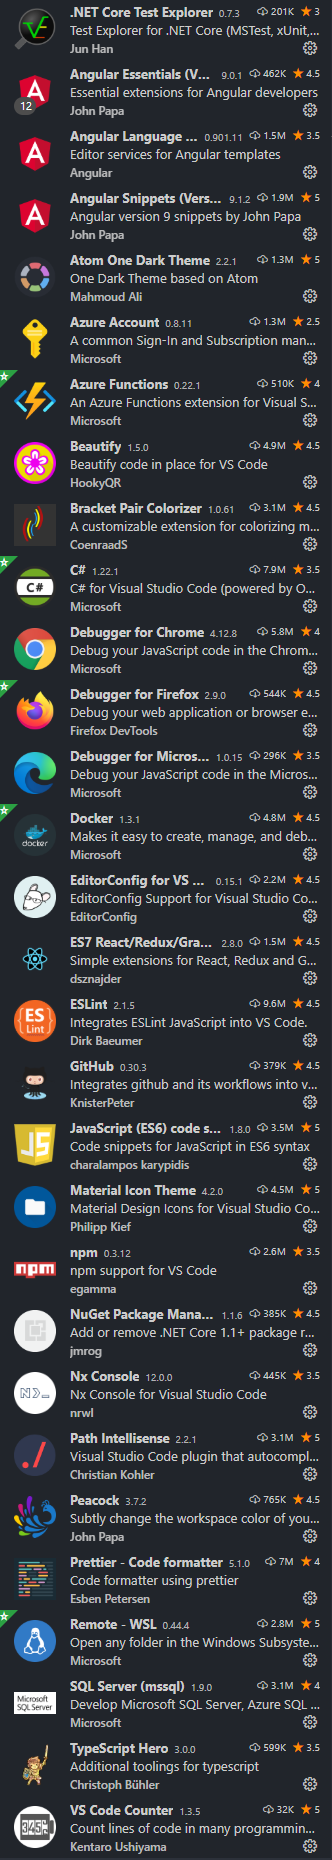 .NET Core Test Explorer 0.7.3 201K 3
Test Explorer for .NET Core (MSTest, xUnit,...
Jun Han
Angular Essentials (V... 9.0.1 462K 4.5
12
Essential extensions for Angular developers
John Papa
Angular Language ... 0.901.11 1.5M 3.5
Editor services for Angular templates
Angular
Angular Snippets (Vers... 9.1.2 1.9M 5
Angular version 9 snippets by John Papa
John Papa
Atom One Dark Theme 2.2.1 1.3M 5
One Dark Theme based on Atom
Mahmoud Ali
Azure Account 0.8.11 1.3M 2.5
A common Sign-In and Subscription man...
Microsoft
Azure Functions 0.22.1 510K 4
An Azure Functions extension for Visual S...
Microsoft
Beautify 1.5.0 4.9M 4.5
Beautify code in place for VS Code
HookyQR
Bracket Pair Colorizer 1.0.61 3.1M 4.5
A customizable extension for colorizing m...
CoenraadS
C# C# 1.22.1 7.9M 3.5
C# for Visual Studio Code (powered by O...
Microsoft
Debugger for Chrome 4.12.8 5.8M 4
Debug your JavaScript code in the Chrom...
Microsoft
Debugger for Firefox 2.9.0 544K 4.5
Debug your web application or browser e...
Firefox DevTools
Debugger for Micros... 1.0.15 296K 3.5
Debug your JavaScript code in the Micros...
Microsoft
Docker 1.3.1 4.8M 4.5
Makes it easy to create, manage, and deb...
docker
Microsoft
EditorConfig for VS ... 0.15.1 2.2M 4.5
EditorConfig Support for Visual Studio Co...
EditorConfig
ES7 React/Redux/Gra... 2.8.0 1.5M 4.5
Simple extensions for React, Redux and G...
dsznajder
ES Lint
ESLint 2.1.5 9.6M 4.5
Integrates ESLint JavaScript into VS Code.
Dirk Baeumer
GitHub 0.30.3 379K 4.5
Integrates github and its workflows into v...
KnisterPeter
JS
JavaScript (ES6) code s... 1.8.0 3.5M 5
Code snippets for JavaScript in ES6 syntax
charalampos karypidis
Material Icon Theme 4.2.0 4.5M 5
Material Design Icons for Visual Studio Co...
Philipp Kief
npm
npm 0.3.12 2.6M 3.5
npm support for VS Code
egamma
NuGet Package Mana... 1.1.6 385K 4.5
Add or remove .NET Core 1.1+ package r...
jmrog
Nx Console 12.0.0 445K 3.5
Nx Console for Visual Studio Code
nrwl
Path Intellisense 2.2.1 3.1M 5
Visual Studio Code plugin that autocompl...
Christian Kohler
Peacock 3.7.2 765K 4.5
Subtly change the workspace color of you...
John Papa
Prettier - Code formatter 5.1.0 7M 4
Code formatter using prettier
Esben Petersen
Remote - WSL 0.44.4 2.8M 5
Open any folder in the Windows Subsyste...
Microsoft
SQL Server (mssql) 1.9.0 3.1M 4
Microsoft
SQL Server
Develop Microsoft SQL Server, Azure SQL ...
Microsoft
TypeScript Hero 3.0.0 599K 3.5
Additional toolings for typescript
Christoph Bühler
VS Code Counter 1.3.5 32K 5
345
Count lines of code in many programmin...
Kentaro Ushiyama